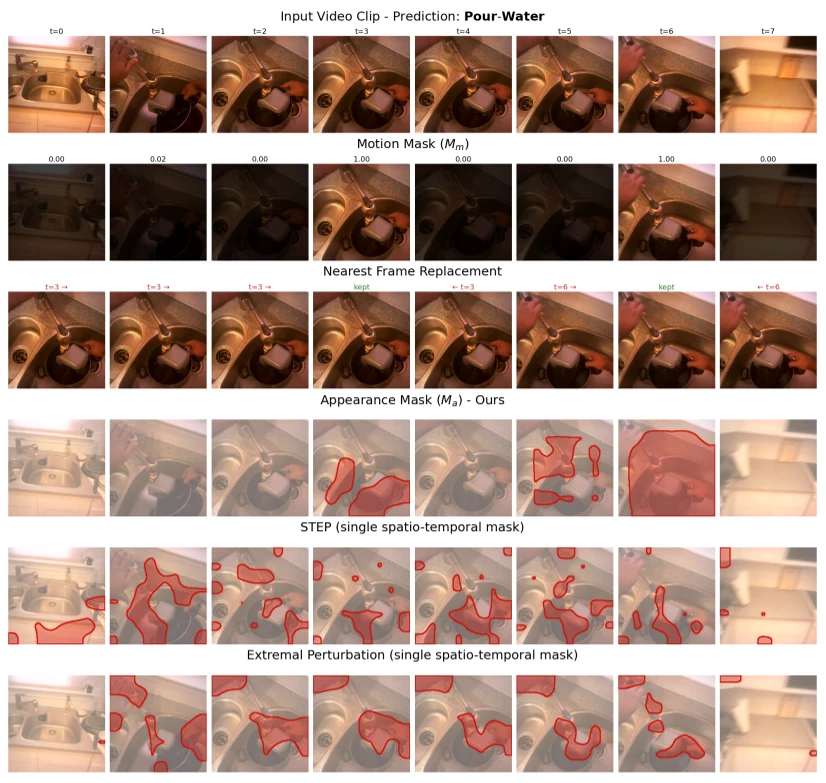 Input Video Clip - Prediction: Pour-Water
t=0 t=1 t=2 t=3 t=4 t=5 t=6 t=7
Motion Mask (Mm)
0.00 0.02 0.00 1.00 0.00 0.00 1.00 0.00
Nearest Frame Replacement
t=3 → t=3 → t=3 → kept ← t=3 t=6 → kept ← t=6
Appearance Mask (Ma) - Ours
STEP (single spatio-temporal mask)
Extremal Perturbation (single spatio-temporal mask)